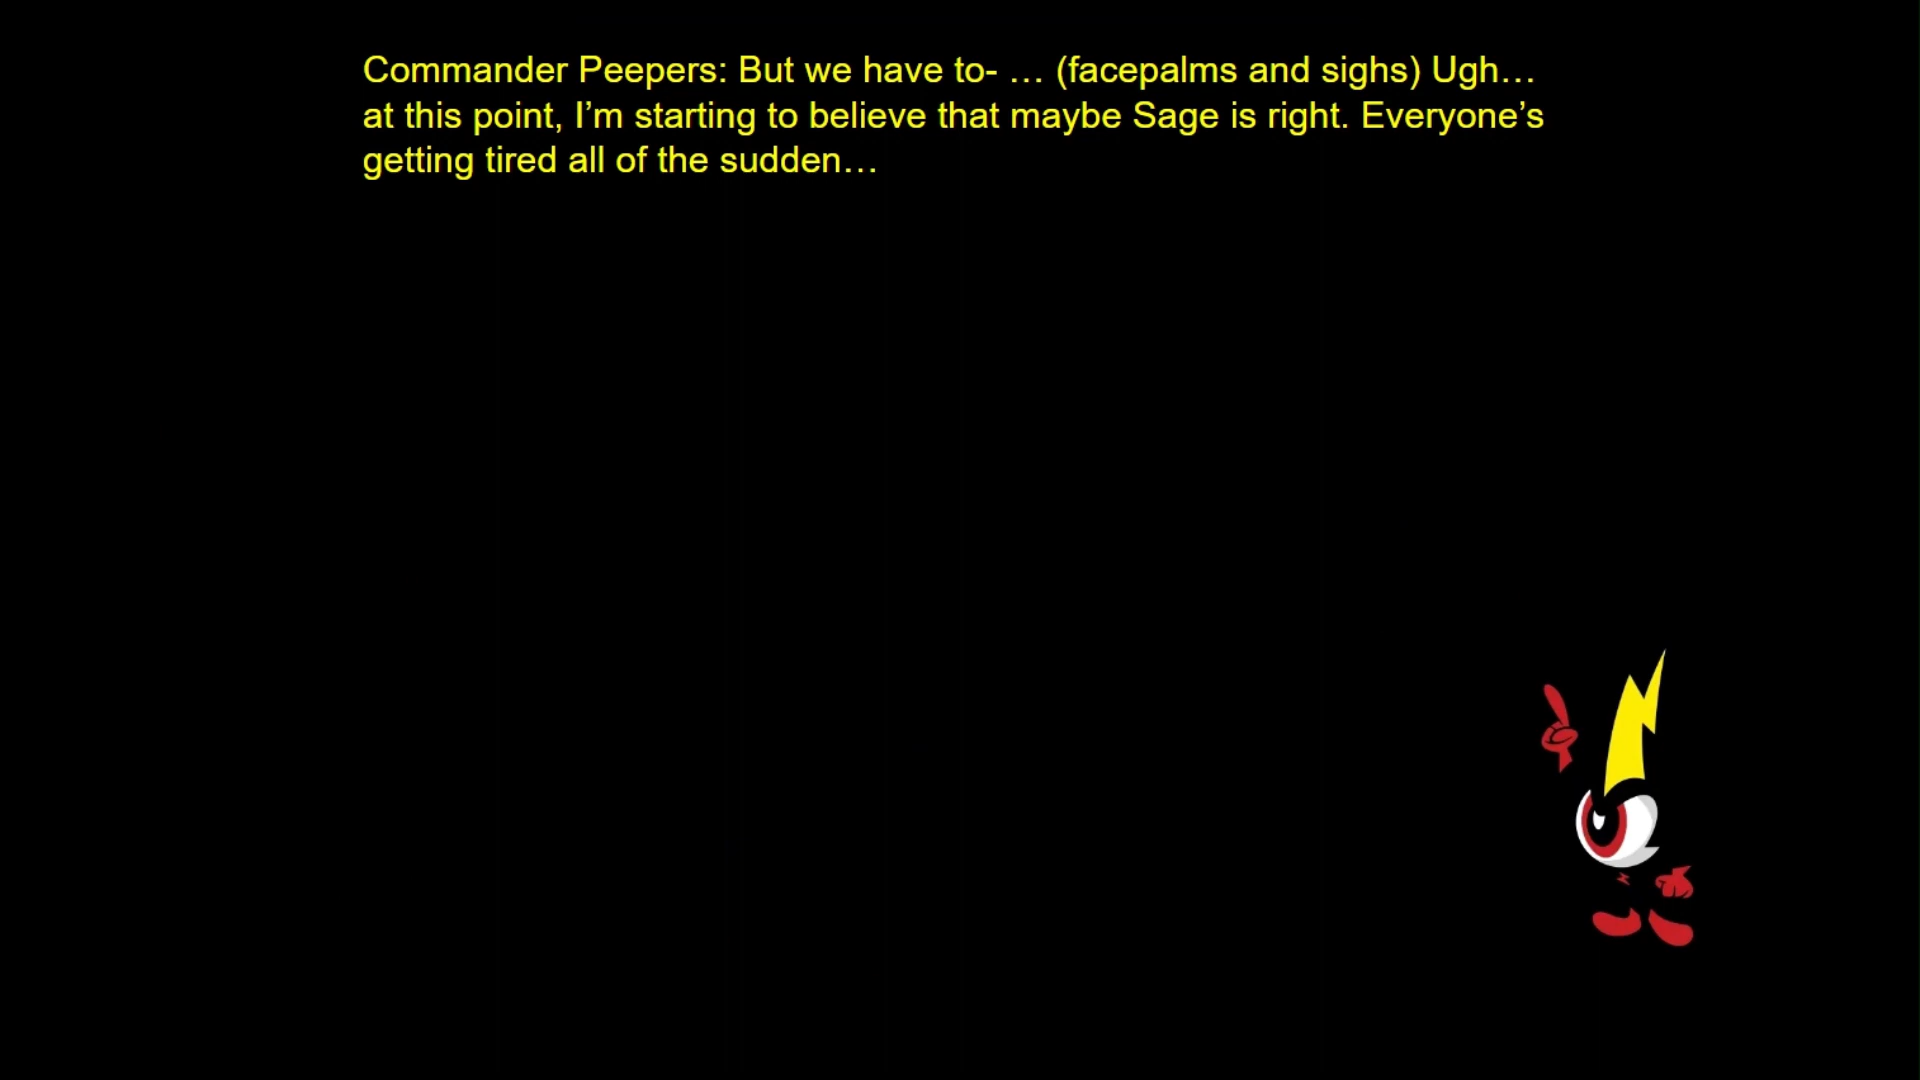 Commander Peepers: But we have to- … (facepalms and sighs) Ugh…
at this point, I’m starting to believe that maybe Sage is right. Everyone’s
getting tired all of the sudden…